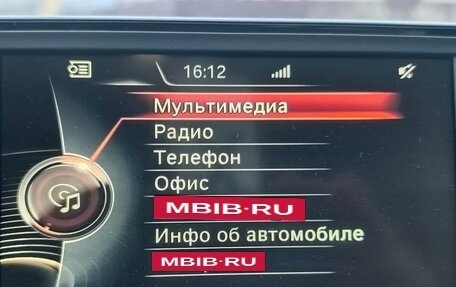 16:12
Мультимедиа
Радио
Телефон
Офис
MBIB-RU
Инфо об автомобиле
MBIB-RU